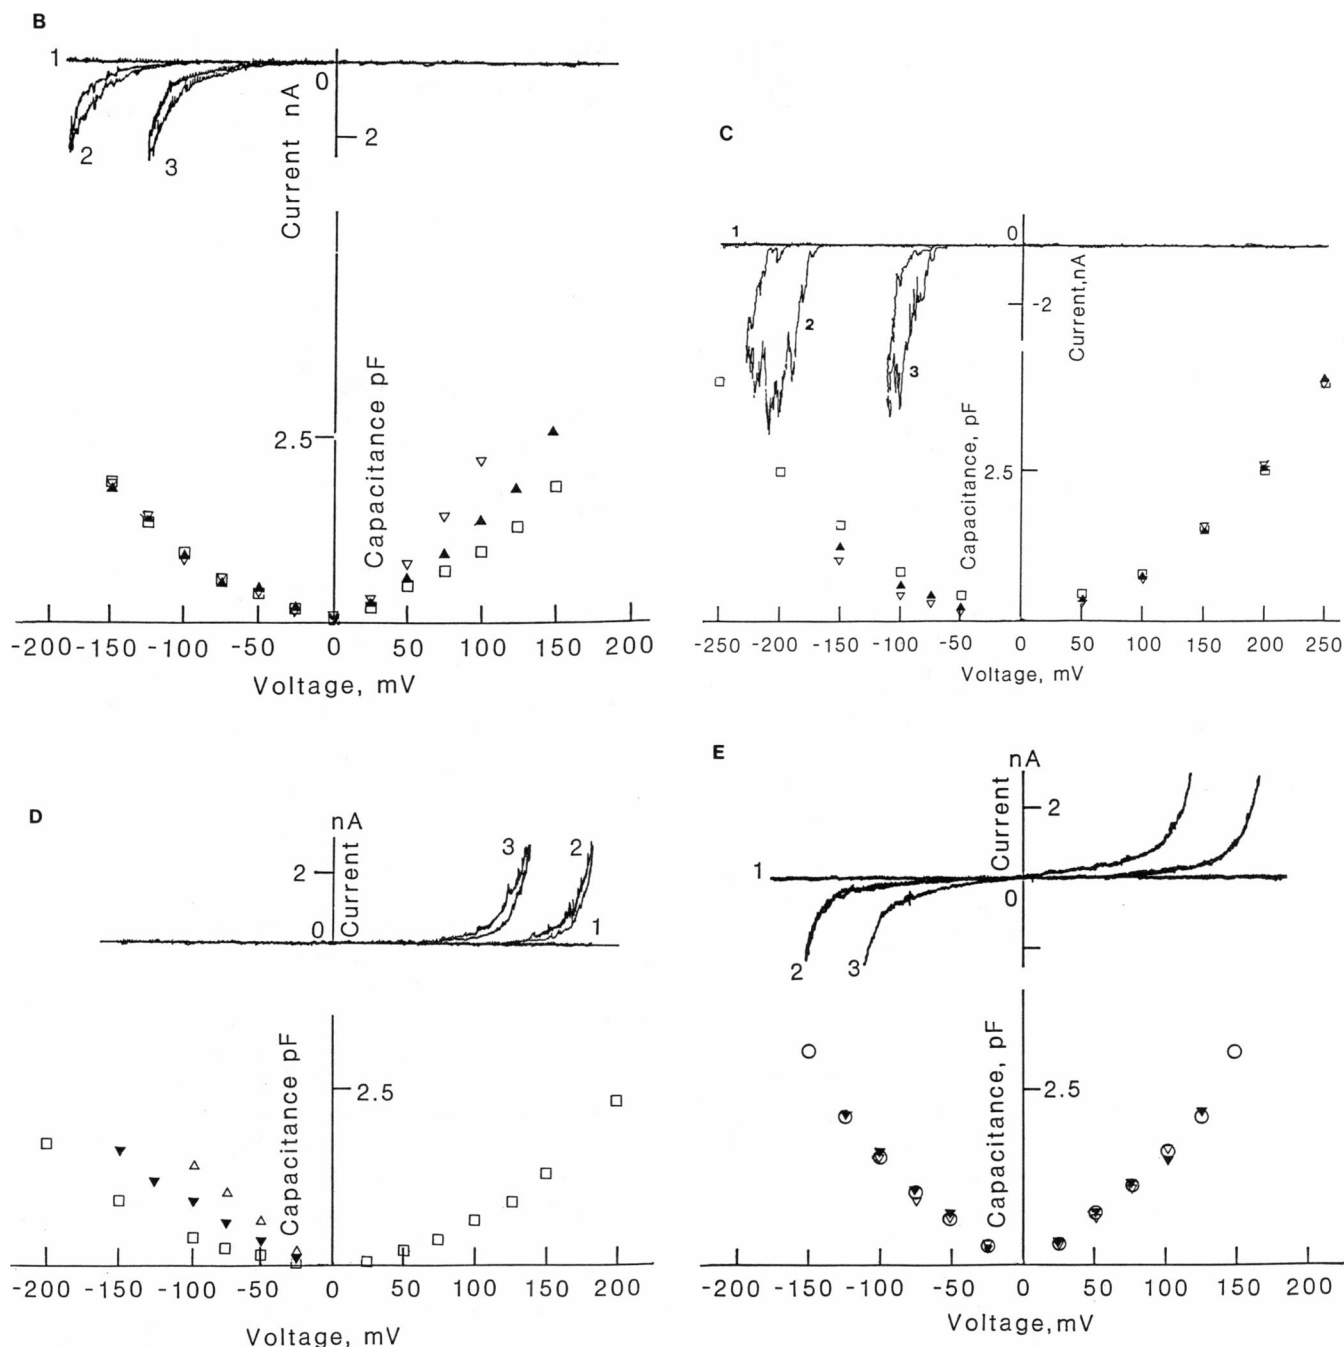 B
1
0
Current nA
2
2
3
Capacitance pF
2.5
-200 -150 -100 -50 0 50 100 150 200
Voltage, mV
C
1
0
Current,nA
-2
2
3
Capacitance, pF
2.5
-250 -200 -150 -100 -50 0 50 100 150 200 250
Voltage, mV
D
nA
Current
2
0
3
2
1
Capacitance pF
2.5
-200 -150 -100 -50 0 50 100 150 200
Voltage, mV
E
nA
Current
2
1
0
2
3
Capacitance, pF
2.5
-200 -150 -100 -50 0 50 100 150 200
Voltage,mV